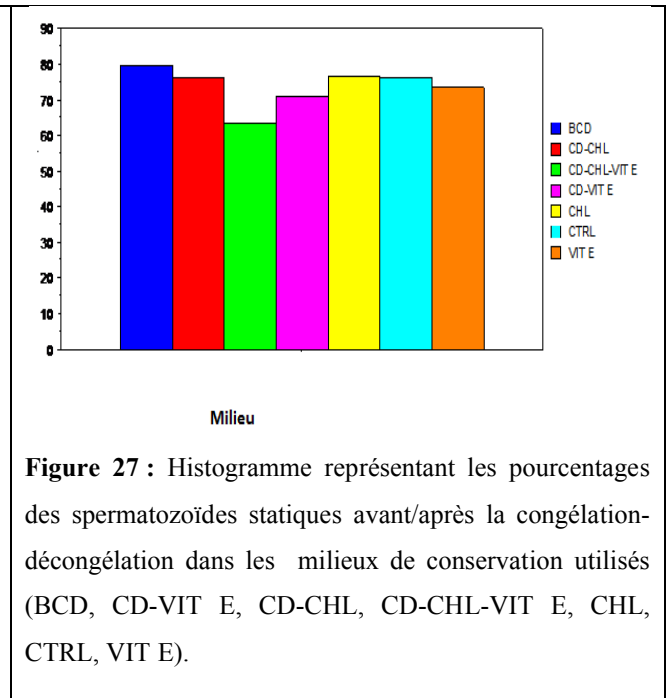 90
80
70
60
50
40
30
20
10
0
BCD
CD-CHL
CD-CHL-VIT E
CD-VIT E
CHL
CTRL
VIT E
Milieu
Figure 27 : Histogramme représentant les pourcentages
des spermatozoïdes statiques avant/après la congélation-
décongélation dans les milieux de conservation utilisés
(BCD, CD-VIT E, CD-CHL, CD-CHL-VIT E, CHL,
CTRL, VIT E).